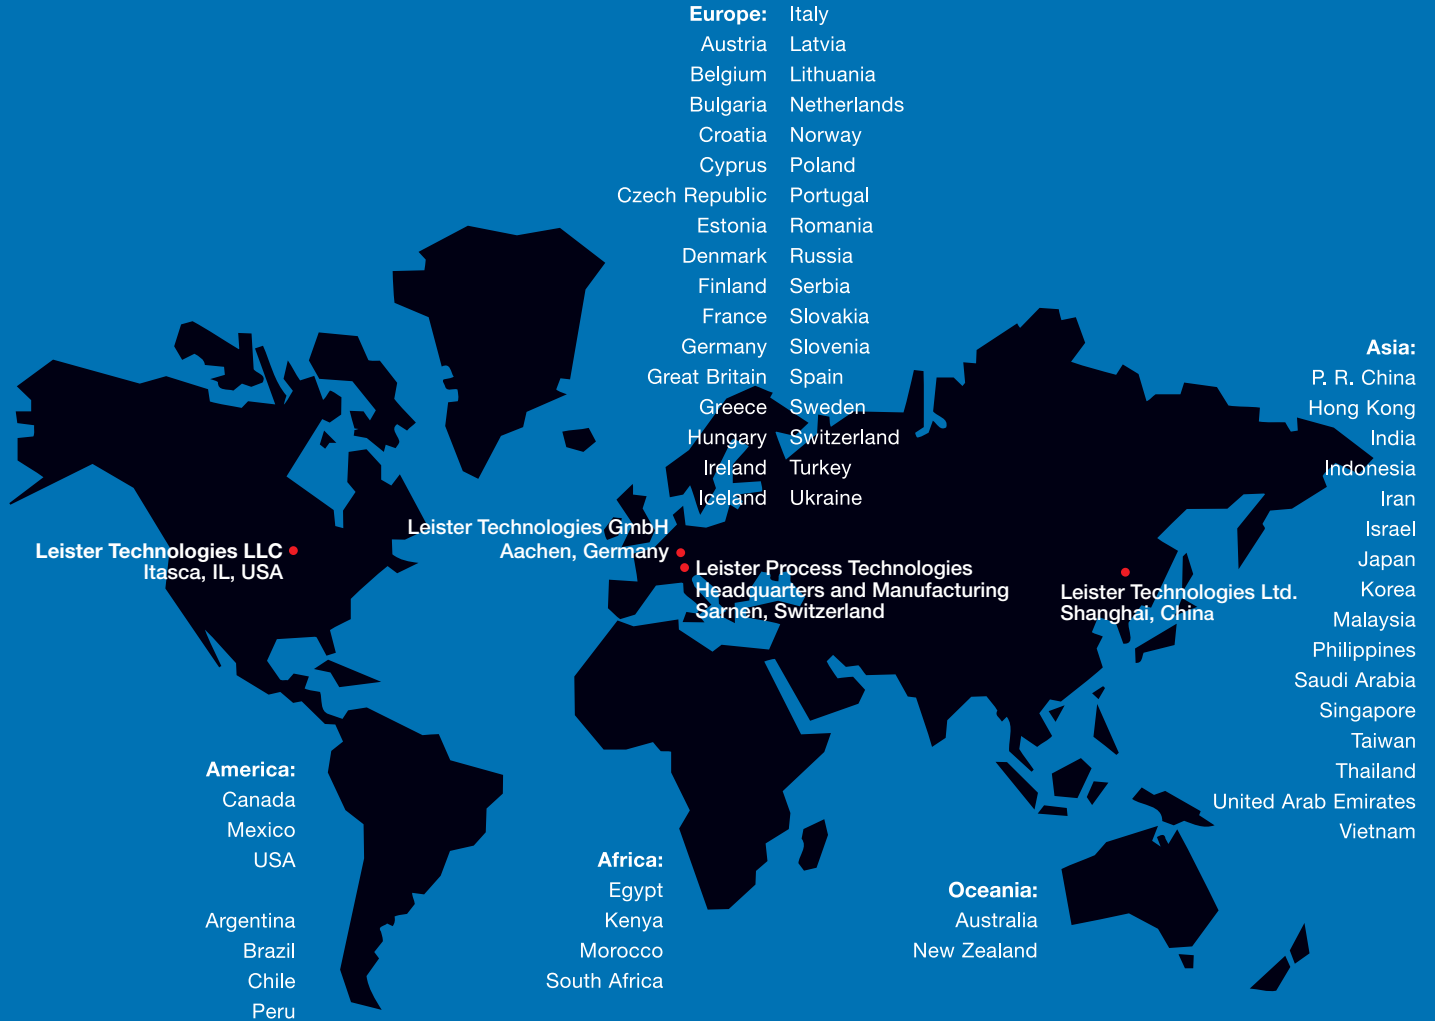 Europe:
Austria
Belgium
Bulgaria
Croatia
Cyprus
Czech Republic
Estonia
Denmark
Finland
France
Germany
Great Britain
Greece
Hungary
Ireland
Iceland
Italy
Latvia
Lithuania
Netherlands
Norway
Poland
Portugal
Romania
Russia
Serbia
Slovakia
Slovenia
Spain
Sweden
Switzerland
Turkey
Ukraine
Asia:
P. R. China
Hong Kong
India
Indonesia
Iran
Israel
Japan
Korea
Malaysia
Philippines
Saudi Arabia
Singapore
Taiwan
Thailand
United Arab Emirates
Vietnam
Leister Technologies LLC
Itasca, IL, USA
Leister Technologies GmbH
Aachen, Germany
Leister Process Technologies
Headquarters and Manufacturing
Sarnen, Switzerland
Leister Technologies Ltd.
Shanghai, China
America:
Canada
Mexico
USA
Argentina
Brazil
Chile
Peru
Africa:
Egypt
Kenya
Morocco
South Africa
Oceania:
Australia
New Zealand